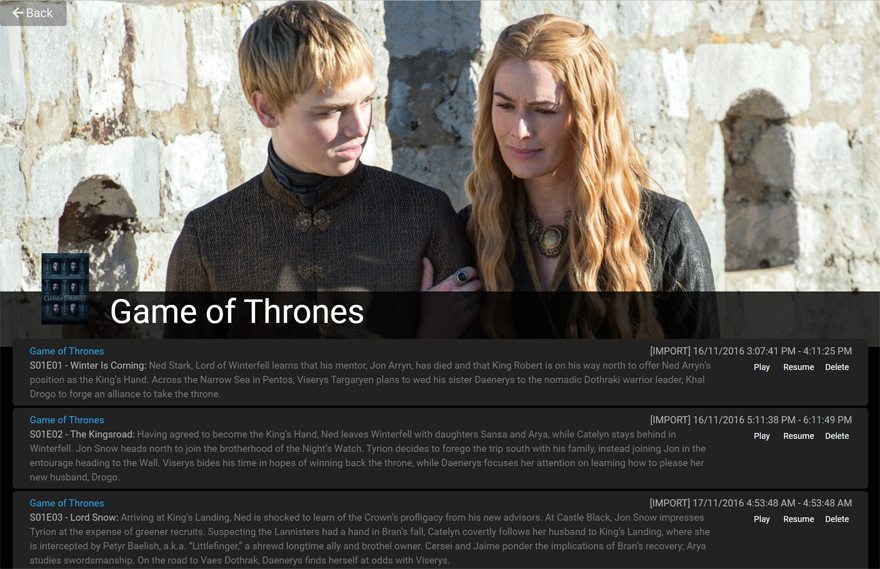 Back
GAME OF THRONES
Game of Thrones
Game of Thrones [IMPORT] 16/11/2016 3:07:41 PM - 4:11:25 PM
S01E01 - Winter Is Coming: Ned Stark, Lord of Winterfell learns that his mentor, Jon Arryn, has died and that King Robert is on his way north to offer Ned Arryn's
Play Resume Delete
position as the King's Hand. Across the Narrow Sea in Pentos, Viserys Targaryen plans to wed his sister Daenerys to the nomadic Dothraki warrior leader, Khal
Drogo to forge an alliance to take the throne.
Game of Thrones [IMPORT] 16/11/2016 5:11:38 PM - 6:11:49 PM
S01E02 - The Kingsroad: Having agreed to become the King's Hand, Ned leaves Winterfell with daughters Sansa and Arya, while Catelyn stays behind in
Play Resume Delete
Winterfell. Jon Snow heads north to join the brotherhood of the Night's Watch. Tyrion decides to forego the trip south with his family, instead joining Jon in the
entourage heading to the Wall. Viserys bides his time in hopes of winning back the throne, while Daenerys focuses her attention on learning how to please her
new husband, Drogo.
Game of Thrones [IMPORT] 17/11/2016 4:53:48 AM - 4:53:48 AM
S01E03 - Lord Snow: Arriving at King's Landing, Ned is shocked to learn of the Crown's profligacy from his new advisors. At Castle Black, Jon Snow impresses
Play Resume Delete
Tyrion at the expense of greener recruits. Suspecting the Lannisters had a hand in Bran's fall, Catelyn covertly follows her husband to King's Landing, where she
is intercepted by Petyr Baelish, a.k.a. "Littlefinger," a shrewd longtime ally and brothel owner. Cersei and Jaime ponder the implications of Bran's recovery; Arya
studies swordsmanship. On the road to Vaes Dothrak, Daenerys finds herself at odds with Viserys.